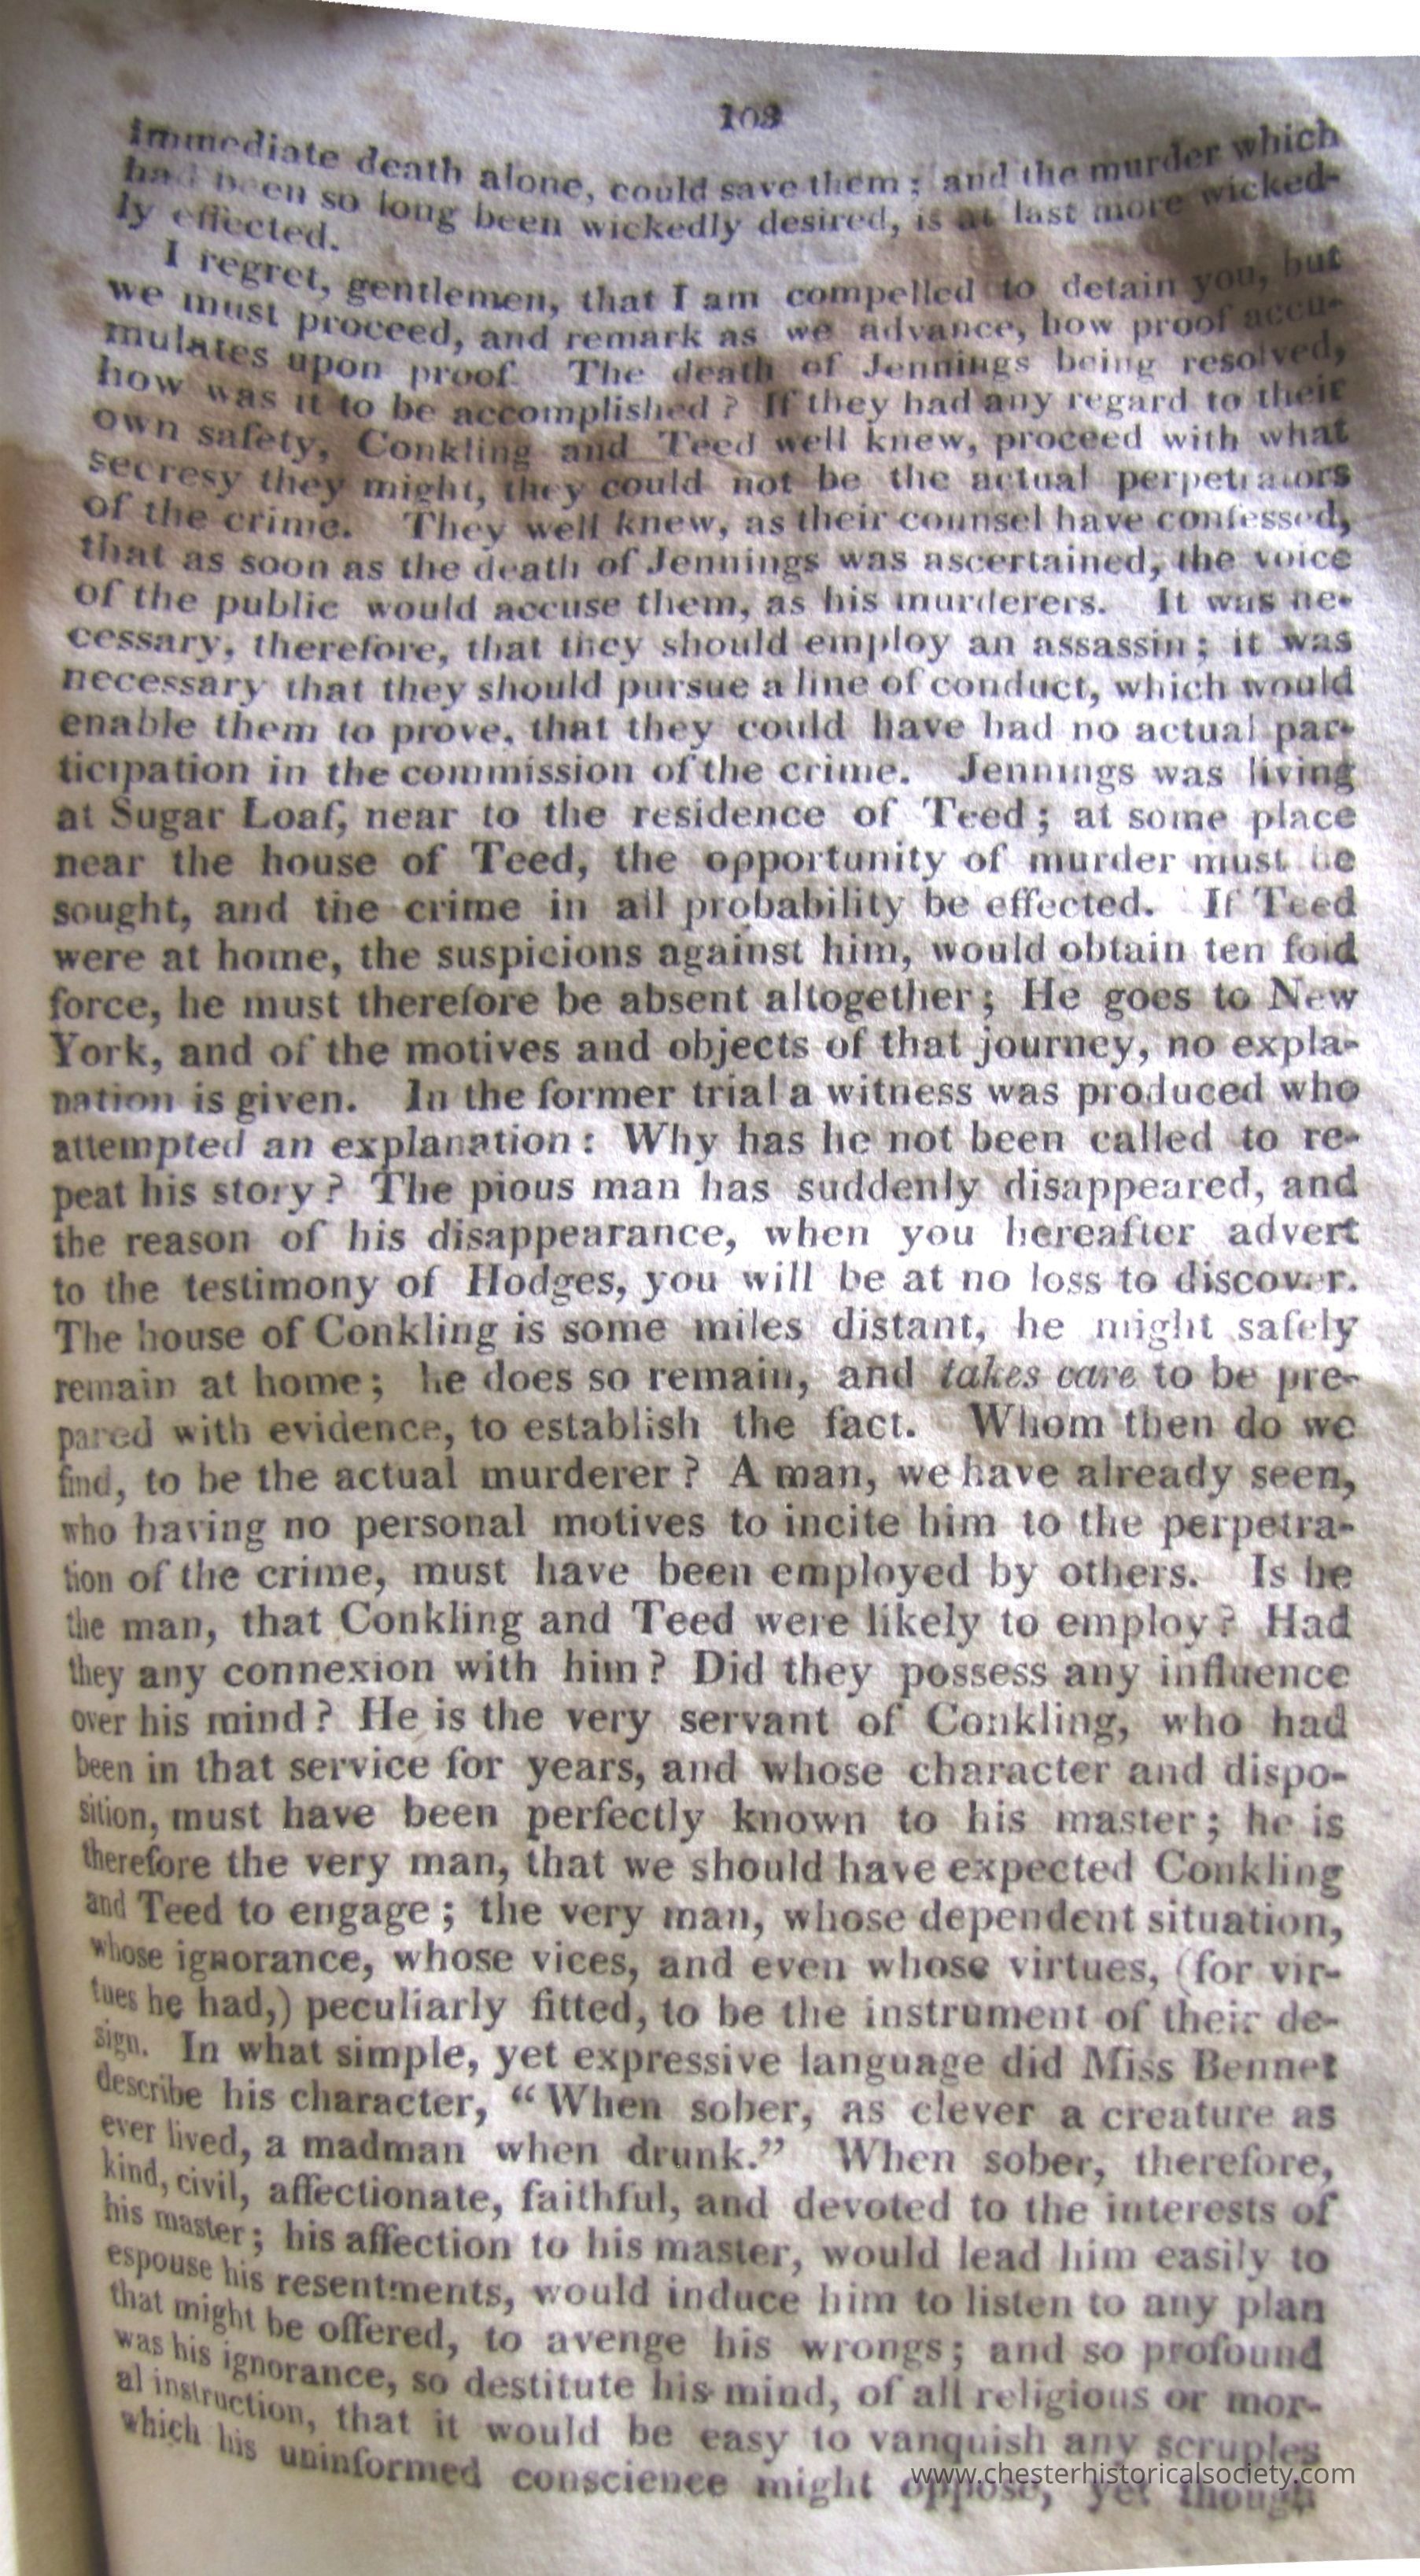 103
immediate death alone, could save them; and the murder which
had been so long been wickedly desired, is at last more wicked-
ly effected.
I regret, gentlemen, that I am compelled to detain you, but
we must proceed, and remark as we advance, how proof accu-
mulates upon proof. The death of Jennings being resolved,
how was it to be accomplished? If they had any regard to their
own safety, Conkling and Teed well knew, proceed with what
secresy they might, they could not be the actual perpetrators
of the crime. They well knew, as their counsel have confessed,
that as soon as the death of Jennings was ascertained, the voice
of the public would accuse them, as his murderers. It was ne-
cessary, therefore, that they should employ an assassin; it was
necessary that they should pursue a line of conduct, which would
enable them to prove, that they could have had no actual par-
ticipation in the commission of the crime. Jennings was living
at Sugar Loaf, near to the residence of Teed; at some place
near the house of Teed, the opportunity of murder must be
sought, and the crime in all probability be effected. If Teed
were at home, the suspicions against him, would obtain ten fold
force, he must therefore be absent altogether; He goes to New
York, and of the motives and objects of that journey, no expla-
nation is given. In the former trial a witness was produced who
attempted an explanation: Why has he not been called to re-
peat his story? The pious man has suddenly disappeared, and
the reason of his disappearance, when you hereafter advert
to the testimony of Hodges, you will be at no loss to discover.
The house of Conkling is some miles distant, he might safely
remain at home; he does so remain, and takes care to be pre-
pared with evidence, to establish the fact. Whom then do we
find, to be the actual murderer? A man, we have already seen,
who having no personal motives to incite him to the perpetra-
tion of the crime, must have been employed by others. Is he
the man, that Conkling and Teed were likely to employ? Had
they any connexion with him? Did they possess any influence
over his mind? He is the very servant of Conkling, who had
been in that service for years, and whose character and dispo-
sition, must have been perfectly known to his master; he is
therefore the very man, that we should have expected Conkling
and Teed to engage; the very man, whose dependent situation,
whose ignorance, whose vices, and even whose virtues, (for vir-
tues he had,) peculiarly fitted, to be the instrument of their de-
sign. In what simple, yet expressive language did Miss Bennet
describe his character, “When sober, as clever a creature as
ever lived, a madman when drunk.” When sober, therefore,
kind, civil, affectionate, faithful, and devoted to the interests of
his master; his affection to his master, would lead him easily to
espouse his resentments, would induce him to listen to any plan
that might be offered, to avenge his wrongs; and so profound
was his ignorance, so destitute his mind, of all religious or mor-
al instruction, that it would be easy to vanquish any scruples
which his uninformed conscience might oppose, yet though
www.chesterhistoricalsociety.com